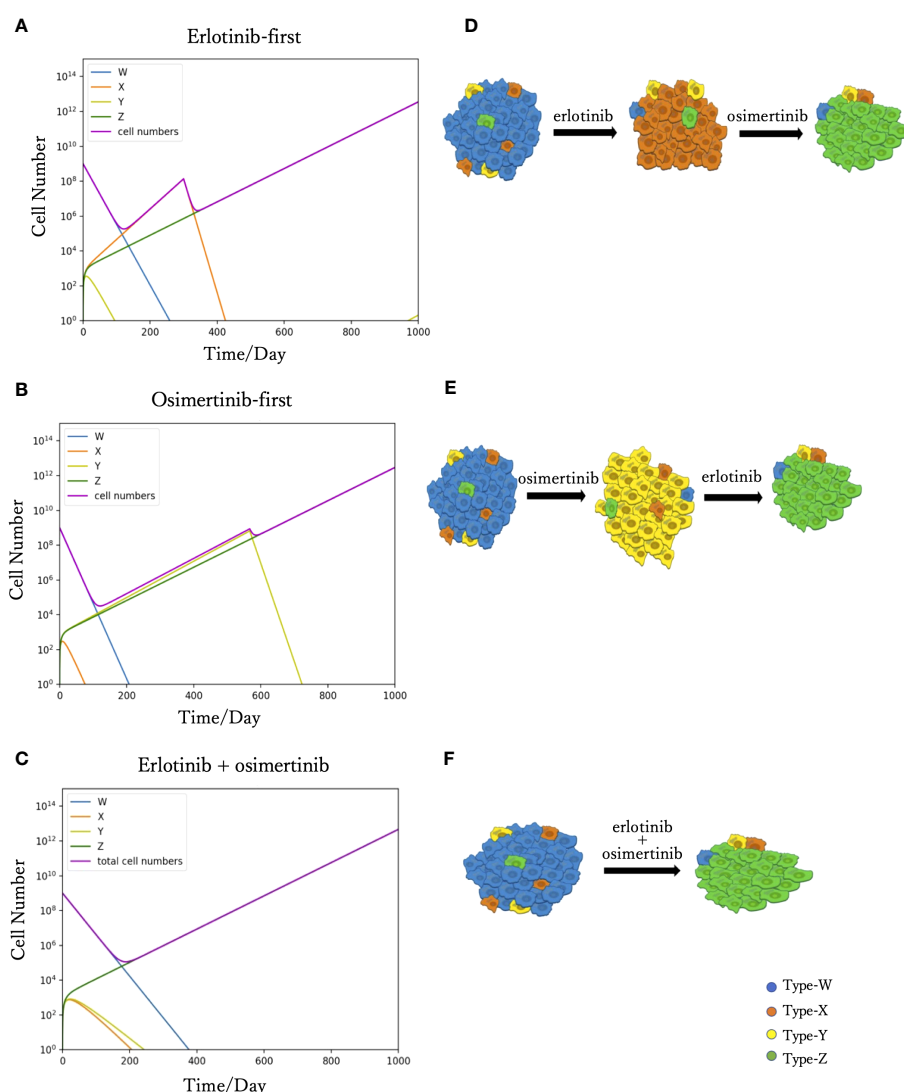 A
Erlotinib-first
Cell Number
10^14
10^12
10^10
10^8
10^6
10^4
10^2
10^0
W
X
Y
Z
cell numbers
0 200 400 600 800 1000
Time/Day
D
erlotinib
osimertinib
B
Osimertinib-first
Cell Number
10^14
10^12
10^10
10^8
10^6
10^4
10^2
10^0
W
X
Y
Z
cell numbers
0 200 400 600 800 1000
Time/Day
E
osimertinib
erlotinib
C
Erlotinib + osimertinib
Cell Number
10^14
10^12
10^10
10^8
10^6
10^4
10^2
10^0
W
X
Y
Z
total cell numbers
0 200 400 600 800 1000
Time/Day
F
erlotinib
+
osimertinib
Type-W
Type-X
Type-Y
Type-Z